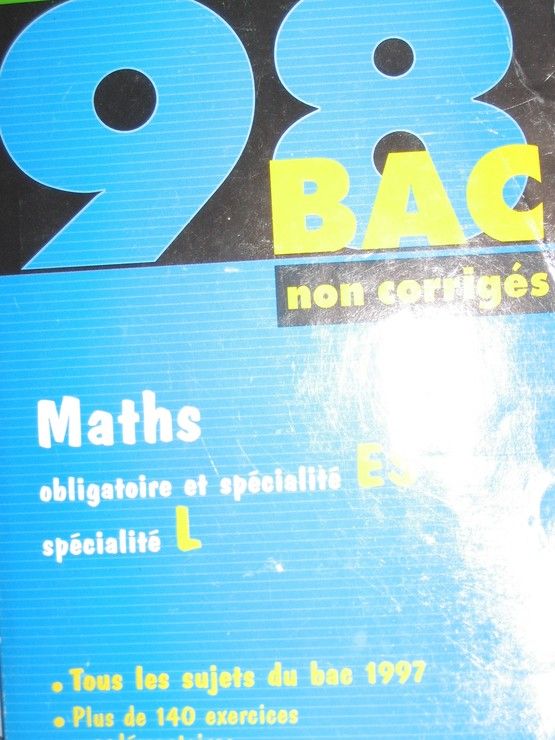 98
BAC
non corrigés
Maths
obligatoire et spécialité ES
spécialité L
• Tous les sujets du bac 1997
• Plus de 140 exercices